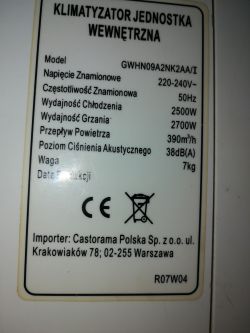 KLIMATYZATOR JEDNOSTKA
WEWNĘTRZNA
Model GWHN09A2NK2AA/I
Napięcie Znamionowe 220-240V~
Częstotliwość Znamionowa 50Hz
Wydajność Chłodzenia 2500W
Wydajność Grzania 2700W
Przepływ Powietrza 390m³/h
Poziom Ciśnienia Akustycznego 38dB(A)
Waga 7kg
Data Produkcji
CE
Importer: Castorama Polska Sp. z o.o. ul.
Krakowiaków 78; 02-255 Warszawa
R07W04